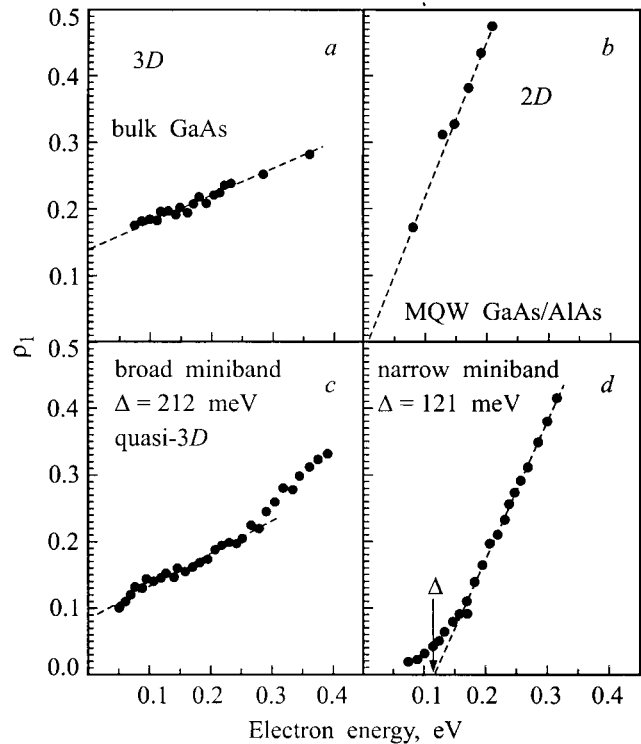 a
b
0.5
3D
2D
0.4
bulk GaAs
0.3
0.2
0.1
MQW GaAs/AlAs
ρ1
0.5
broad miniband
Δ = 212 meV
quasi-3D
c
narrow miniband
Δ = 121 meV
d
0.4
0.3
0.2
0.1
Δ
0.0
0.1 0.2 0.3 0.4 0.1 0.2 0.3 0.4
Electron energy, eV